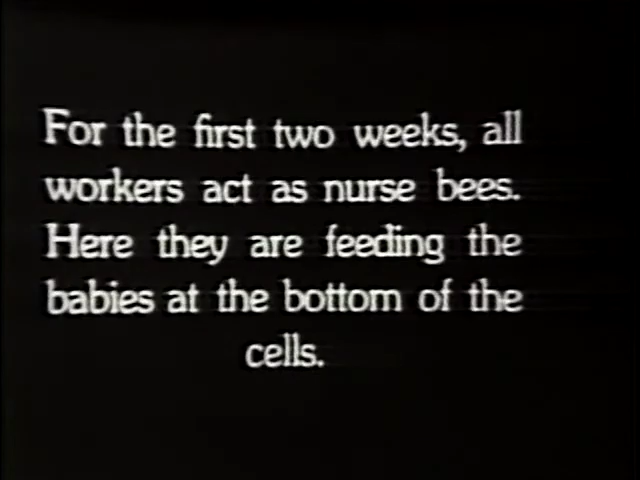 For the first two weeks, all
workers act as nurse bees.
Here they are feeding the
babies at the bottom of the
cells.